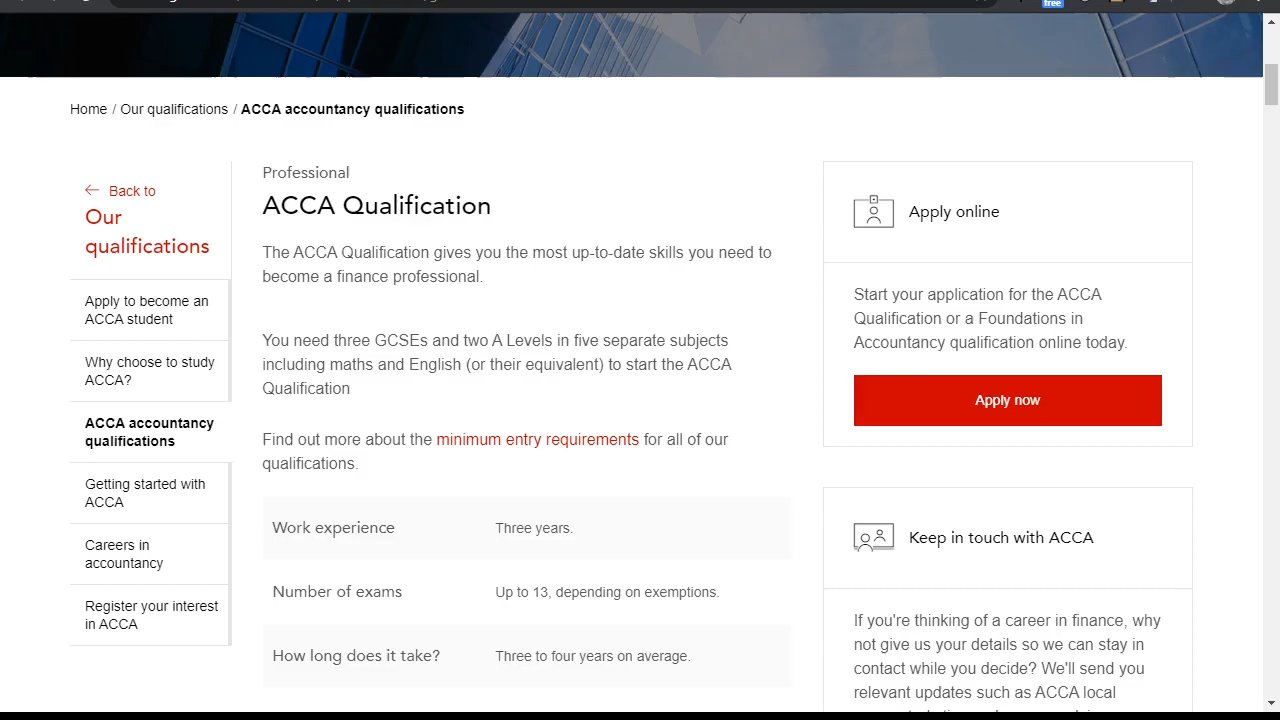 free
Home / Our qualifications / ACCA accountancy qualifications
← Back to
Our
qualifications
Apply to become an
ACCA student
Why choose to study
ACCA?
ACCA accountancy
qualifications
Getting started with
ACCA
Careers in
accountancy
Register your interest
in ACCA
Professional
ACCA Qualification
The ACCA Qualification gives you the most up-to-date skills you need to
become a finance professional.
You need three GCSEs and two A Levels in five separate subjects
including maths and English (or their equivalent) to start the ACCA
Qualification
Find out more about the minimum entry requirements for all of our
qualifications.
Work experience Three years.
Number of exams Up to 13, depending on exemptions.
How long does it take? Three to four years on average.
Apply online
Start your application for the ACCA
Qualification or a Foundations in
Accountancy qualification online today.
Apply now
Keep in touch with ACCA
If you're thinking of a career in finance, why
not give us your details so we can stay in
contact while you decide? We'll send you
relevant updates such as ACCA local